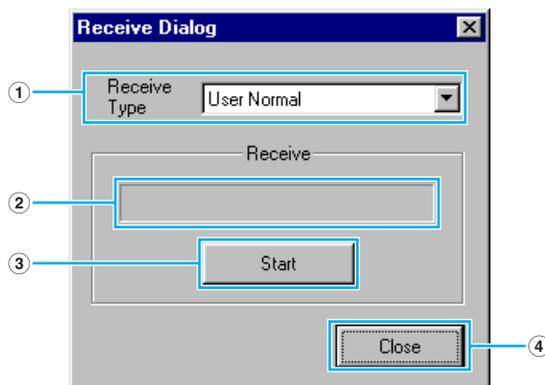 Receive Dialog
① Receive Type User Normal
Receive
②
③ Start
Close ④